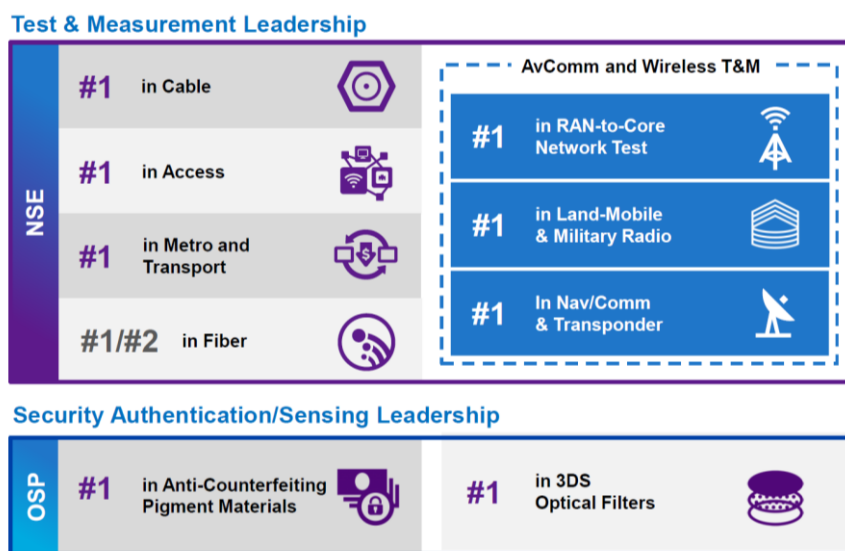 Test & Measurement Leadership
NSE
#1 in Cable
#1 in Access
#1 in Metro and
Transport
#1/#2 in Fiber
AvComm and Wireless T&M
#1 in RAN-to-Core
Network Test
#1 in Land-Mobile
& Military Radio
#1 In Nav/Comm
& Transponder
Security Authentication/Sensing Leadership
OSP
#1 in Anti-Counterfeiting
Pigment Materials
#1 in 3DS
Optical Filters